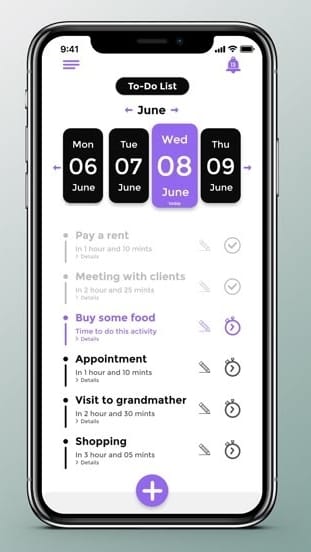 9:41
13
To-Do List
June
Mon
06
June
Tue
07
June
Wed
08
June
Today
Thu
09
June
Pay a rent
In 1 hour and 10 mints
> Details
Meeting with clients
In 2 hour and 25 mints
> Details
Buy some food
Time to do this activity
> Details
Appointment
In 1 hour and 10 mints
> Details
Visit to grandmather
In 2 hour and 30 mints
> Details
Shopping
In 3 hour and 05 mints
> Details